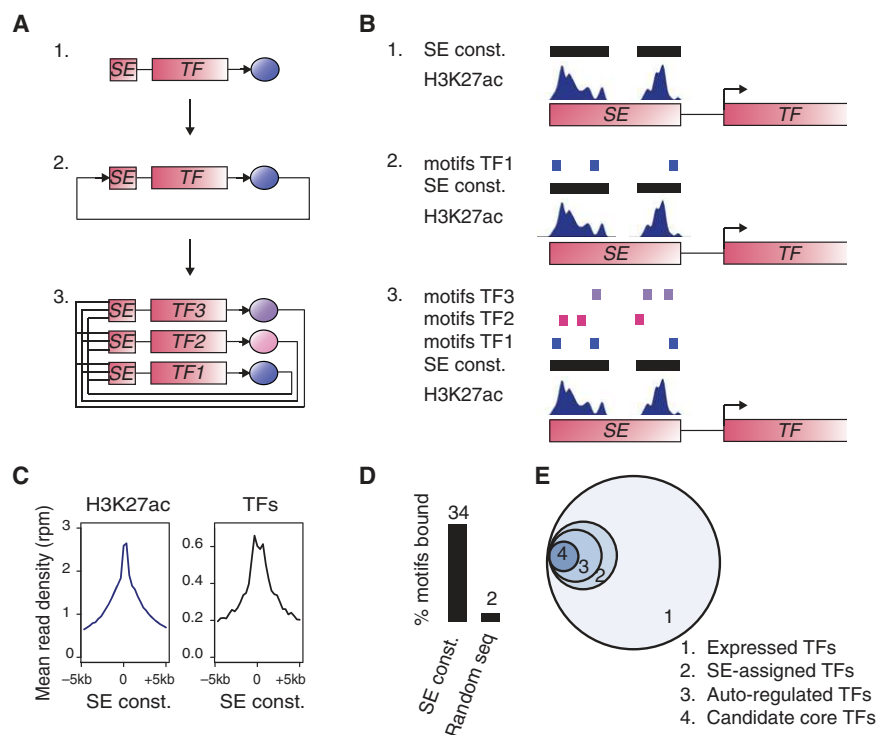 A
1.
SE
TF
2.
SE
TF
3.
SE
TF3
SE
TF2
SE
TF1
B
1.
SE const.
H3K27ac
SE
TF
2.
motifs TF1
SE const.
H3K27ac
SE
TF
3.
motifs TF3
motifs TF2
motifs TF1
SE const.
H3K27ac
SE
TF
C
H3K27ac
TFs
Mean read density (rpm)
3
2
1
0
0.6
0.4
0.2
0
−5kb
0
+5kb
−5kb
0
+5kb
SE const.
SE const.
D
% motifs bound
34
2
SE const.
Random seq
E
4
3
2
1
1. Expressed TFs
2. SE-assigned TFs
3. Auto-regulated TFs
4. Candidate core TFs